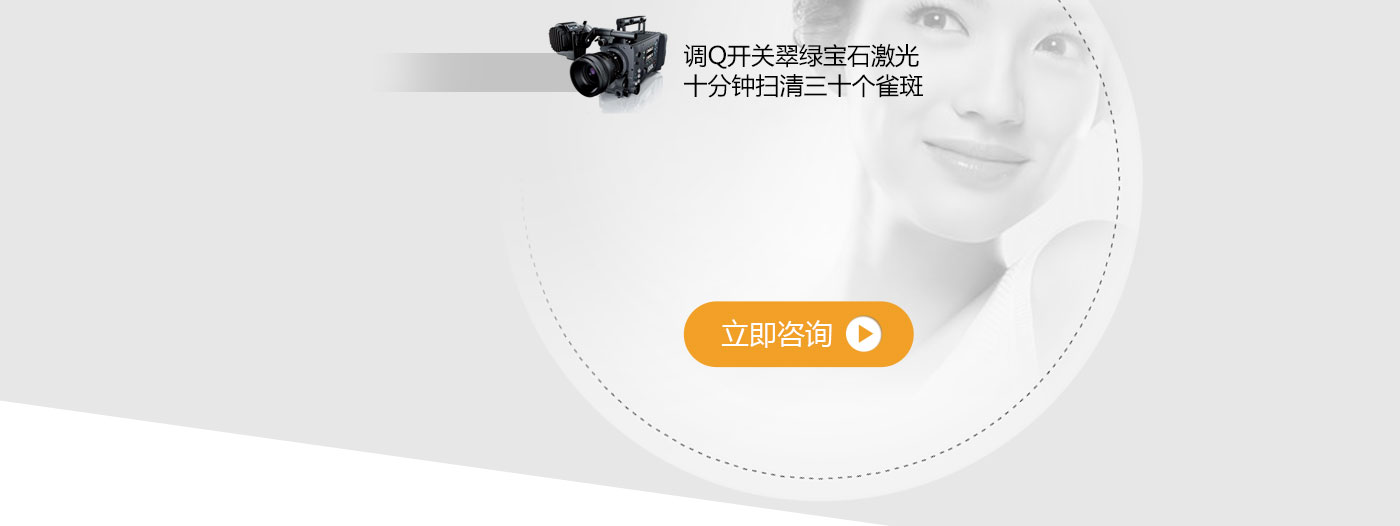 调Q开关翠绿宝石激光
十分钟扫清三十个雀斑
立即咨询